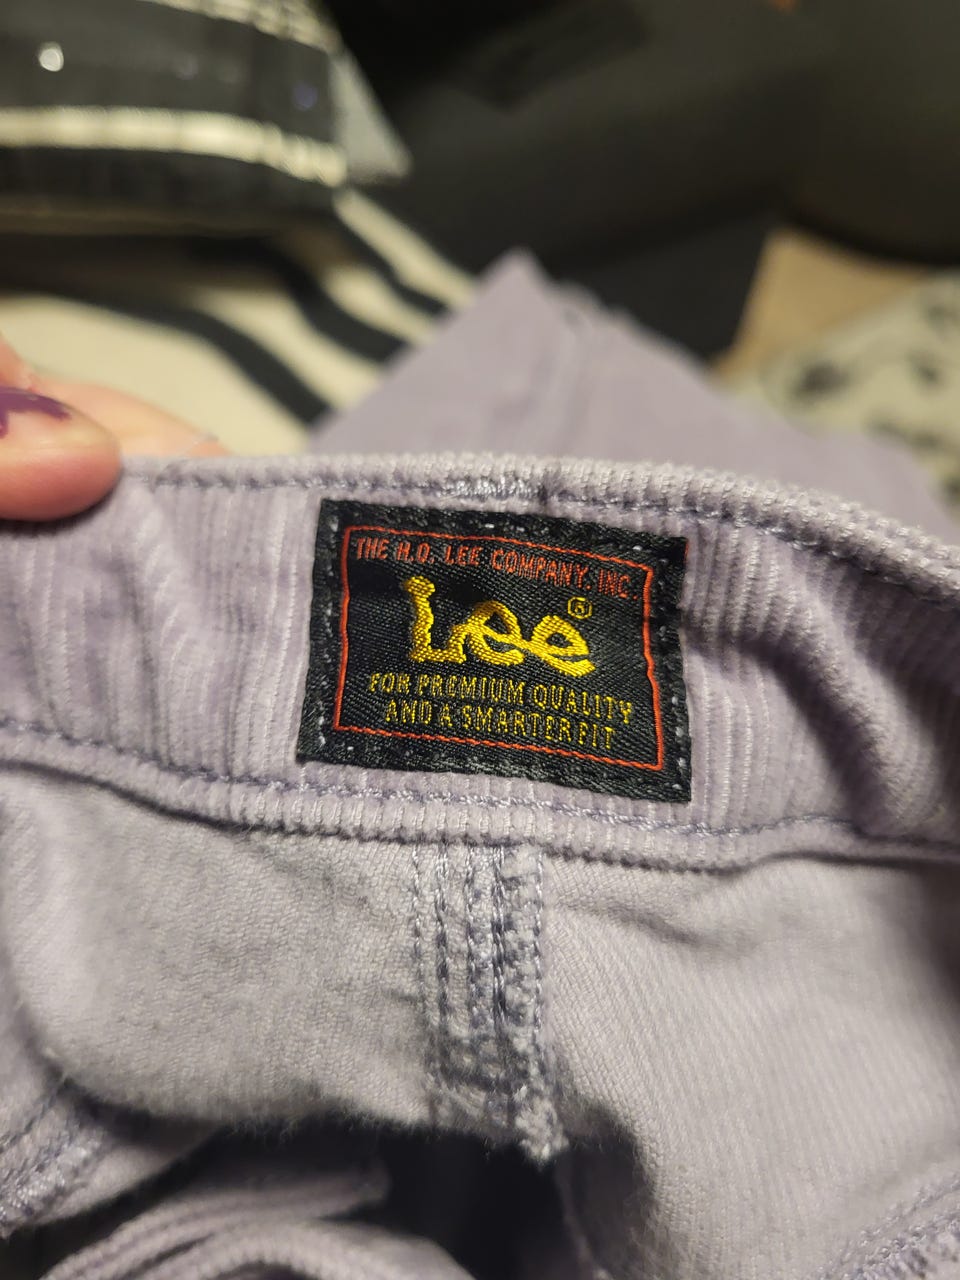 THE H.D. LEE COMPANY, INC.
Lee®
FOR PREMIUM QUALITY
AND A SMARTER FIT